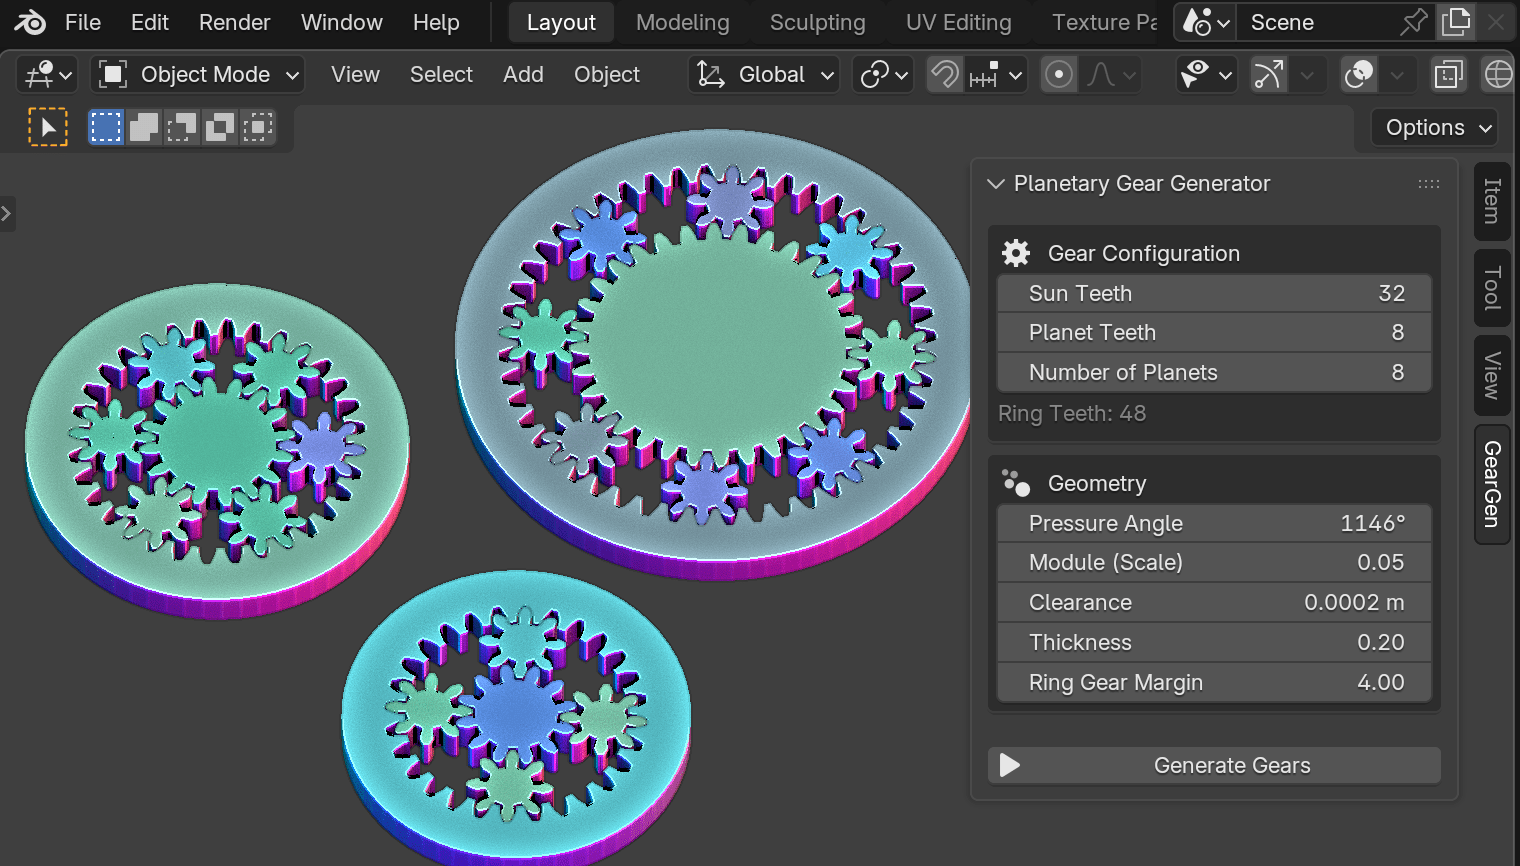 File Edit Render Window Help Layout Modeling Sculpting UV Editing Texture Pa Scene
Object Mode View Select Add Object Global
Options
Planetary Gear Generator
Gear Configuration
Sun Teeth 32
Planet Teeth 8
Number of Planets 8
Ring Teeth: 48
Geometry
Pressure Angle 1146°
Module (Scale) 0.05
Clearance 0.0002 m
Thickness 0.20
Ring Gear Margin 4.00
Generate Gears
Item
Tool
View
GearGen